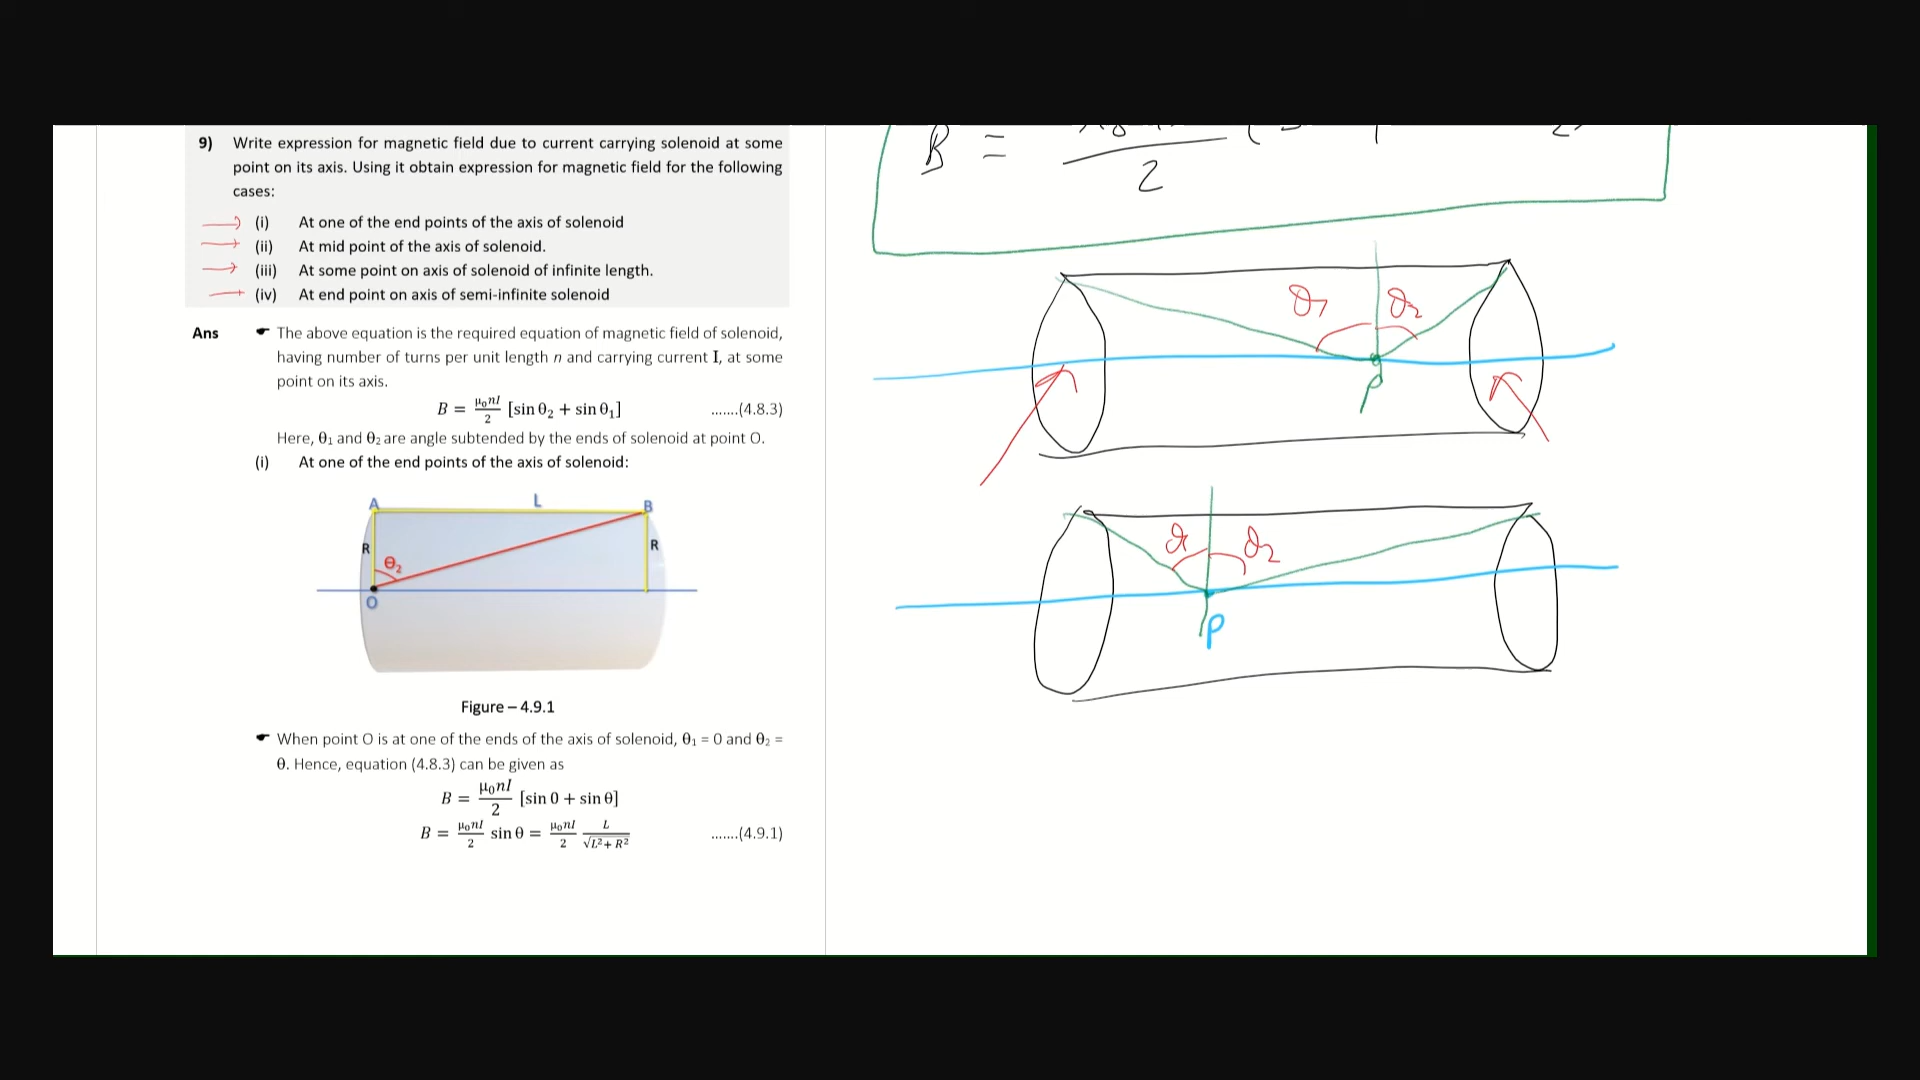 9) Write expression for magnetic field due to current carrying solenoid at some
point on its axis. Using it obtain expression for magnetic field for the following
cases:
(i) At one of the end points of the axis of solenoid
(ii) At mid point of the axis of solenoid.
(iii) At some point on axis of solenoid of infinite length.
(iv) At end point on axis of semi-infinite solenoid
Ans ☛ The above equation is the required equation of magnetic field of solenoid,
having number of turns per unit length n and carrying current I, at some
point on its axis.
B = μ₀nI/2 [sin θ₂ + sin θ₁] .......(4.8.3)
Here, θ₁ and θ₂ are angle subtended by the ends of solenoid at point O.
(i) At one of the end points of the axis of solenoid:
A L B
R R
θ₂
O
Figure – 4.9.1
☛ When point O is at one of the ends of the axis of solenoid, θ₁ = 0 and θ₂ =
θ. Hence, equation (4.8.3) can be given as
B = μ₀nI/2 [sin 0 + sin θ]
B = μ₀nI/2 sin θ = μ₀nI/2 L/√L² + R² .......(4.9.1)
B = 2
θ₁ θ₂
P
θ₁ θ₂
P